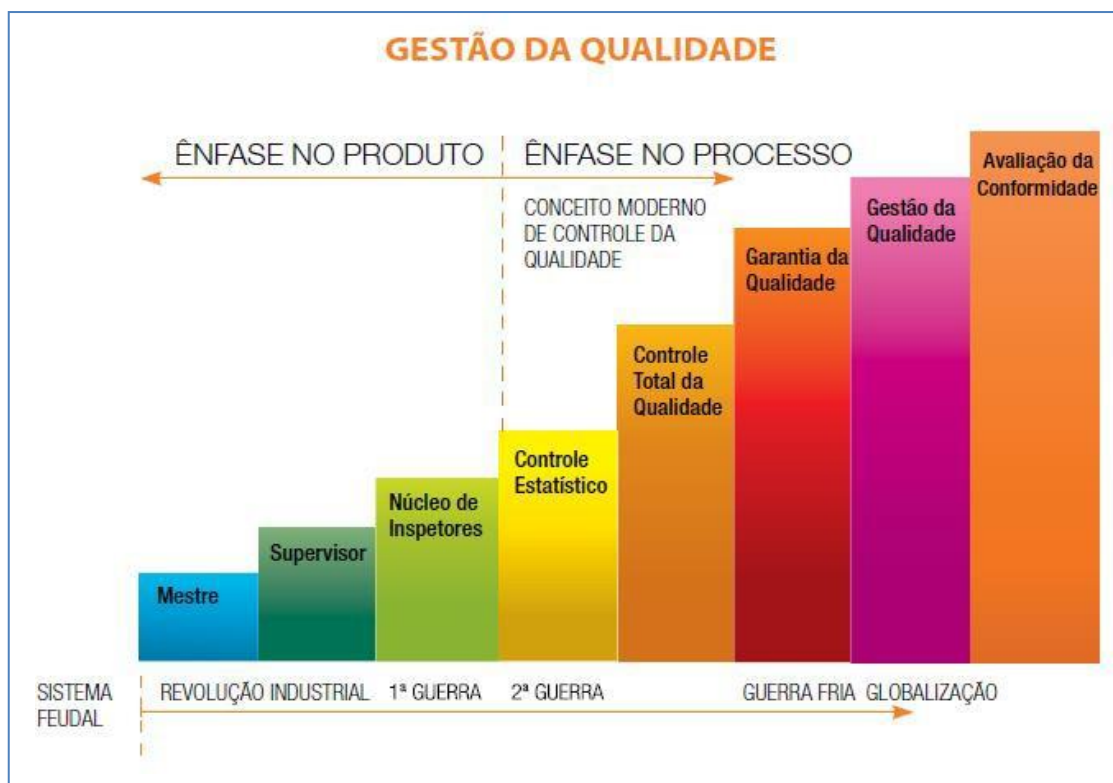 GESTÃO DA QUALIDADE
ÊNFASE NO PRODUTO
ÊNFASE NO PROCESSO
CONCEITO MODERNO
DE CONTROLE DA
QUALIDADE
Mestre
Supervisor
Núcleo de
Inspetores
Controle
Estatístico
Controle
Total da
Qualidade
Garantia da
Qualidade
Gestão da
Qualidade
Avaliação da
Conformidade
SISTEMA
FEUDAL
REVOLUÇÃO INDUSTRIAL
1ª GUERRA
2ª GUERRA
GUERRA FRIA
GLOBALIZAÇÃO